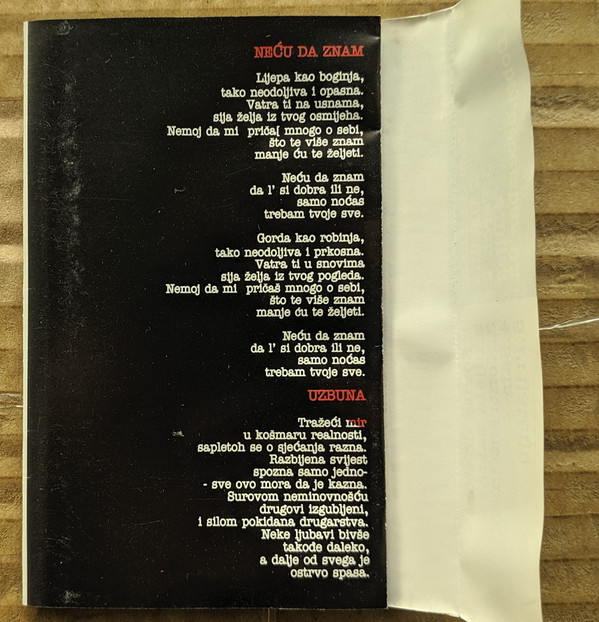 NEĆU DA ZNAM
Lijepa kao boginja,
tako neodoljiva i opasna.
Vatra ti na usnama,
sija želja iz tvog osmijeha.
Nemoj da mi priča[ mnogo o sebi,
što te više znam
manje ću te željeti.
Neću da znam
da l' si dobra ili ne,
samo noćas
trebam tvoje sve.
Gorda kao robinja,
tako neodoljiva i prkosna.
Vatra ti u snovima
sija želja iz tvog pogleda.
Nemoj da mi pričaš mnogo o sebi,
što te više znam
manje ću te željeti.
Neću da znam
da l' si dobra ili ne,
samo noćas
trebam tvoje sve.
UZBUNA
Tražeći mir
u košmaru realnosti,
sapletoh se o sjećanja razna.
Razbijena svijest
spozna samo jedno-
- sve ovo mora da je kazna.
Surovom neminovnošću
drugovi izgubljeni,
i silom pokidana drugarstva.
Neke ljubavi bivše
takođe daleko,
a dalje od svega je
ostrvo spasa.